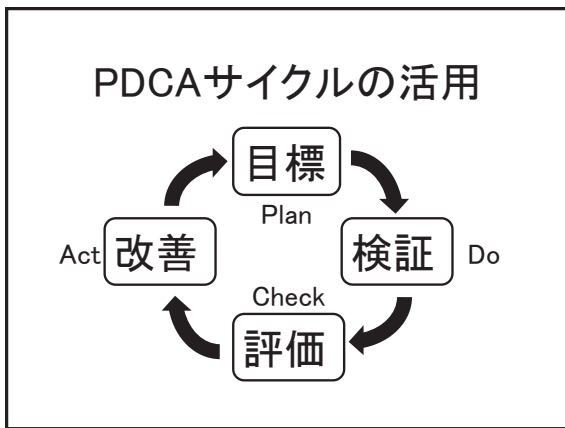 PDCAサイクルの活用
目標
Plan
Act 改善
検証 Do
Check
評価